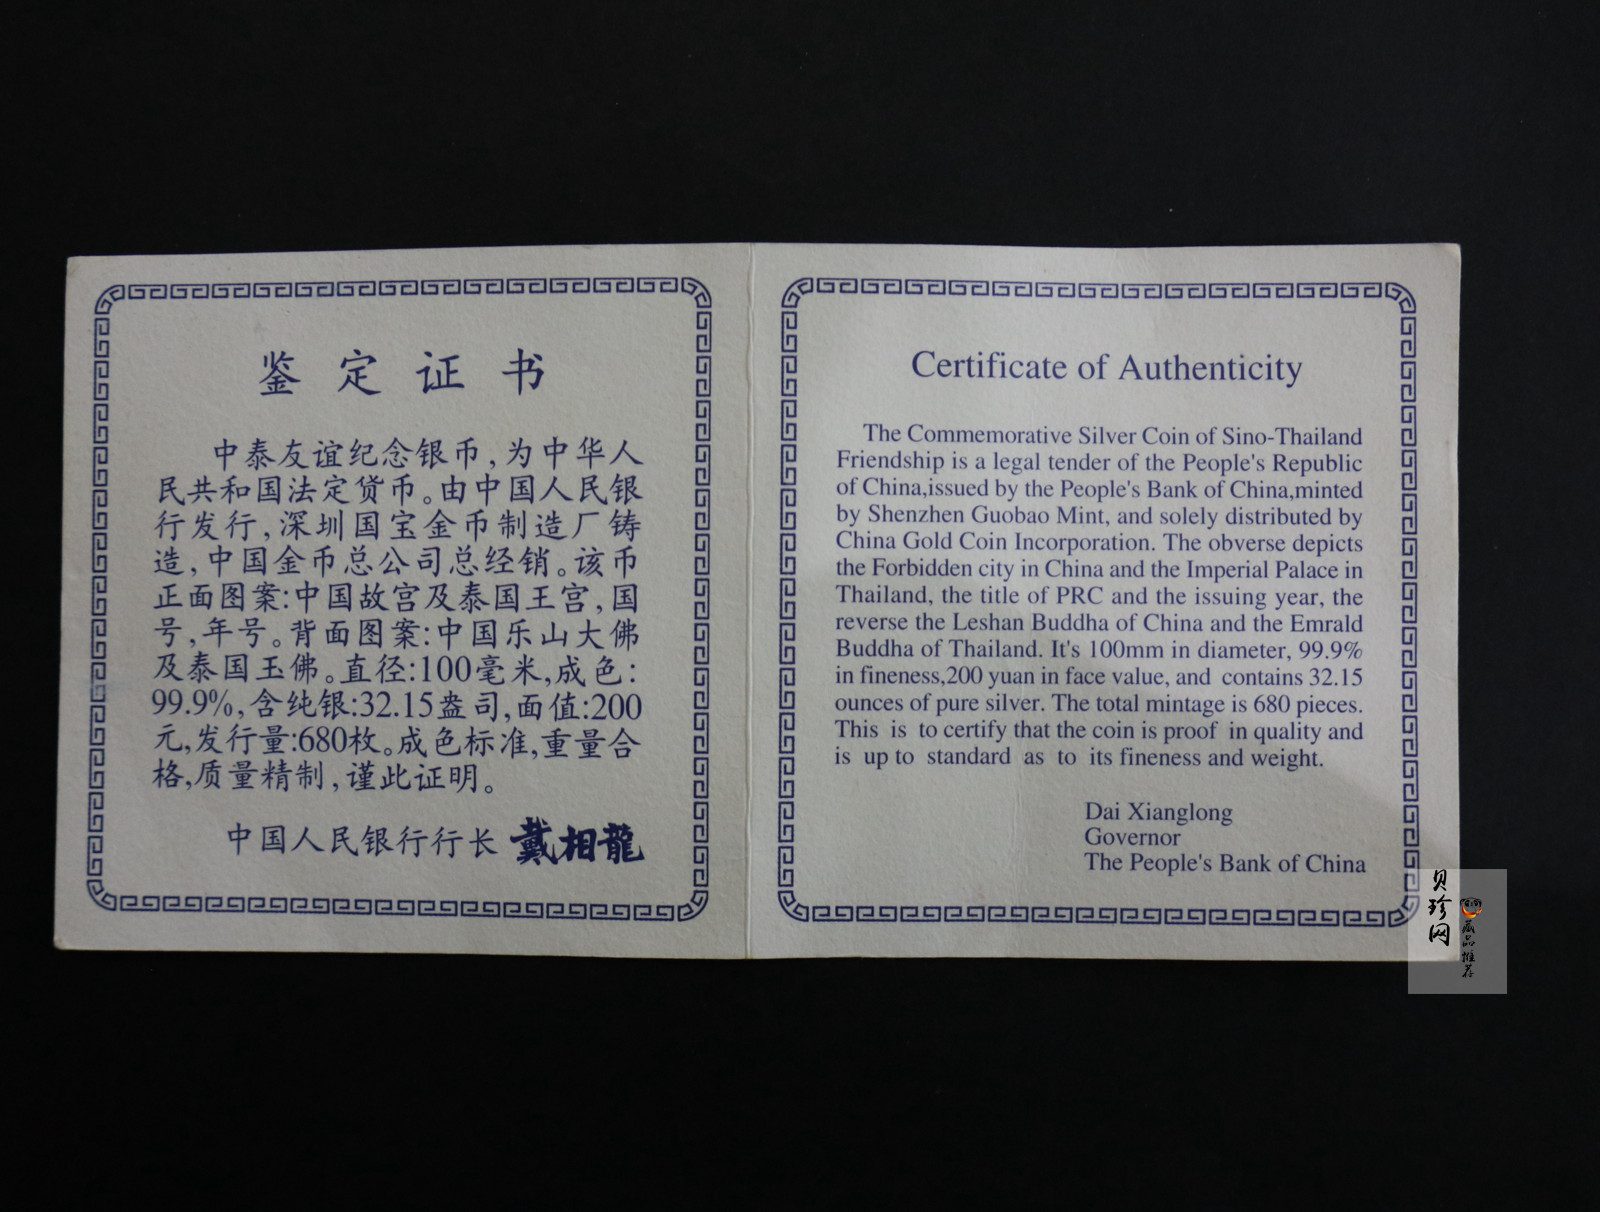 鉴定证书
中泰友谊纪念银币,为中华人
民共和国法定货币。由中国人民银
行发行,深圳国宝金币制造厂铸
造,中国金币总公司总经销。该币
正面图案:中国故宫及泰国王宫,国
号,年号。背面图案:中国乐山大佛
及泰国玉佛。直径:100毫米,成色:
99.9%,含纯银:32.15盎司,面值:200
元,发行量:680枚。成色标准,重量合
格,质量精制,谨此证明。
中国人民银行行长 戴相龍
Certificate of Authenticity
The Commemorative Silver Coin of Sino-Thailand
Friendship is a legal tender of the People's Republic
of China,issued by the People's Bank of China,minted
by Shenzhen Guobao Mint, and solely distributed by
China Gold Coin Incorporation. The obverse depicts
the Forbidden city in China and the Imperial Palace in
Thailand, the title of PRC and the issuing year, the
reverse the Leshan Buddha of China and the Emrald
Buddha of Thailand. It's 100mm in diameter, 99.9%
in fineness,200 yuan in face value, and contains 32.15
ounces of pure silver. The total mintage is 680 pieces.
This is to certify that the coin is proof in quality and
is up to standard as to its fineness and weight.
Dai Xianglong
Governor
The People's Bank of China
贝珍网
藏品推荐